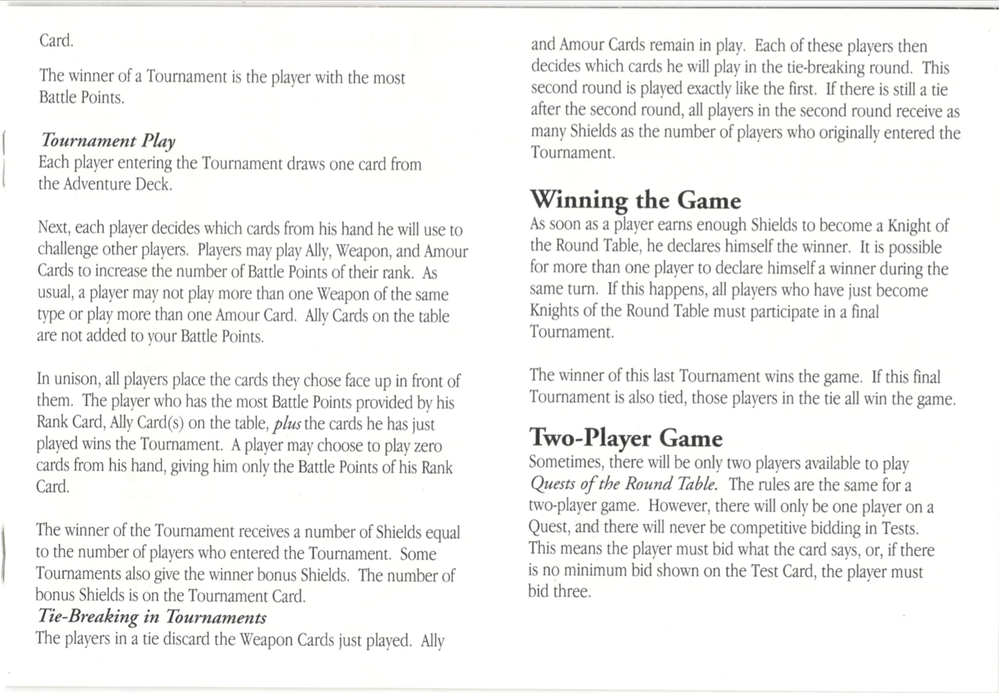 Card.
The winner of a Tournament is the player with the most
Battle Points.
Tournament Play
Each player entering the Tournament draws one card from
the Adventure Deck.
Next, each player decides which cards from his hand he will use to
challenge other players. Players may play Ally, Weapon, and Amour
Cards to increase the number of Battle Points of their rank. As
usual, a player may not play more than one Weapon of the same
type or play more than one Amour Card. Ally Cards on the table
are not added to your Battle Points.
In unison, all players place the cards they chose face up in front of
them. The player who has the most Battle Points provided by his
Rank Card, Ally Card(s) on the table, plus the cards he has just
played wins the Tournament. A player may choose to play zero
cards from his hand, giving him only the Battle Points of his Rank
Card.
The winner of the Tournament receives a number of Shields equal
to the number of players who entered the Tournament. Some
Tournaments also give the winner bonus Shields. The number of
bonus Shields is on the Tournament Card.
Tie-Breaking in Tournaments
The players in a tie discard the Weapon Cards just played. Ally
and Amour Cards remain in play. Each of these players then
decides which cards he will play in the tie-breaking round. This
second round is played exactly like the first. If there is still a tie
after the second round, all players in the second round receive as
many Shields as the number of players who originally entered the
Tournament.
Winning the Game
As soon as a player earns enough Shields to become a Knight of
the Round Table, he declares himself the winner. It is possible
for more than one player to declare himself a winner during the
same turn. If this happens, all players who have just become
Knights of the Round Table must participate in a final
Tournament.
The winner of this last Tournament wins the game. If this final
Tournament is also tied, those players in the tie all win the game.
Two-Player Game
Sometimes, there will be only two players available to play
Quests of the Round Table. The rules are the same for a
two-player game. However, there will only be one player on a
Quest, and there will never be competitive bidding in Tests.
This means the player must bid what the card says, or, if there
is no minimum bid shown on the Test Card, the player must
bid three.